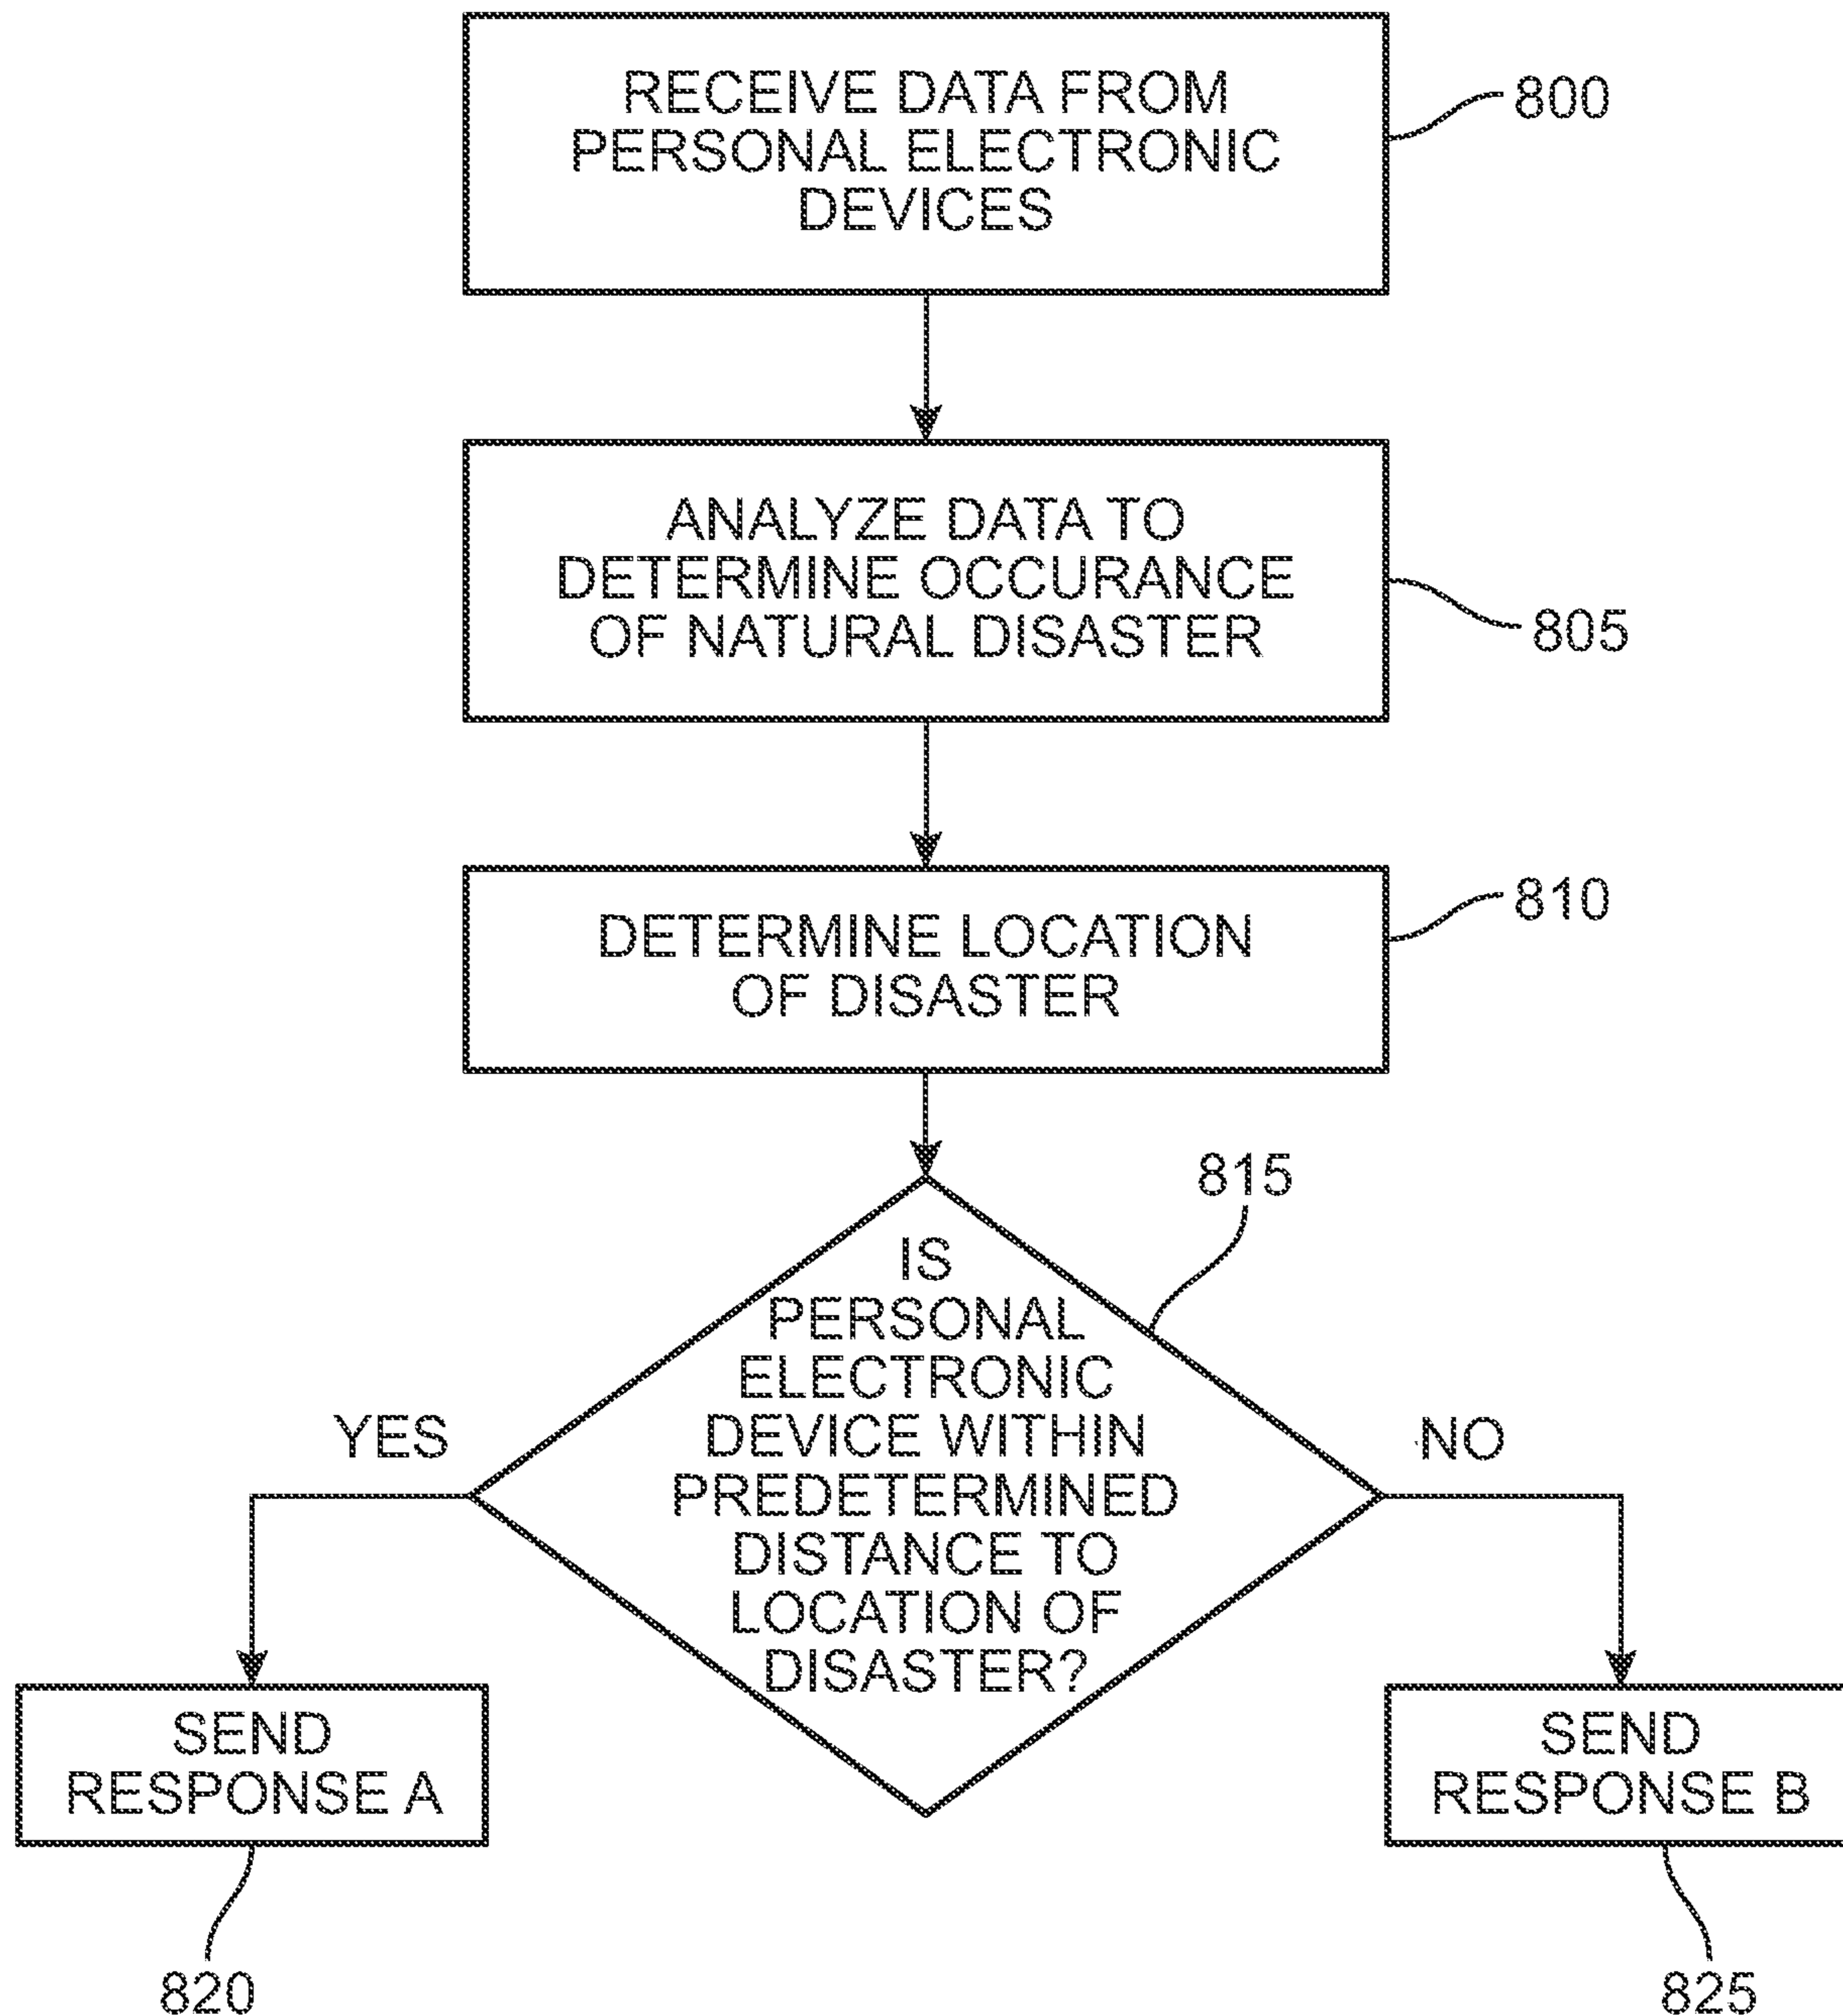 RECEIVE DATA FROM
PERSONAL ELECTRONIC
DEVICES
800
ANALYZE DATA TO
DETERMINE OCCURANCE
OF NATURAL DISASTER
805
DETERMINE LOCATION
OF DISASTER
810
815
IS
PERSONAL
ELECTRONIC
DEVICE WITHIN
PREDETERMINED
DISTANCE TO
LOCATION OF
DISASTER?
YES
NO
SEND
RESPONSE A
820
SEND
RESPONSE B
825